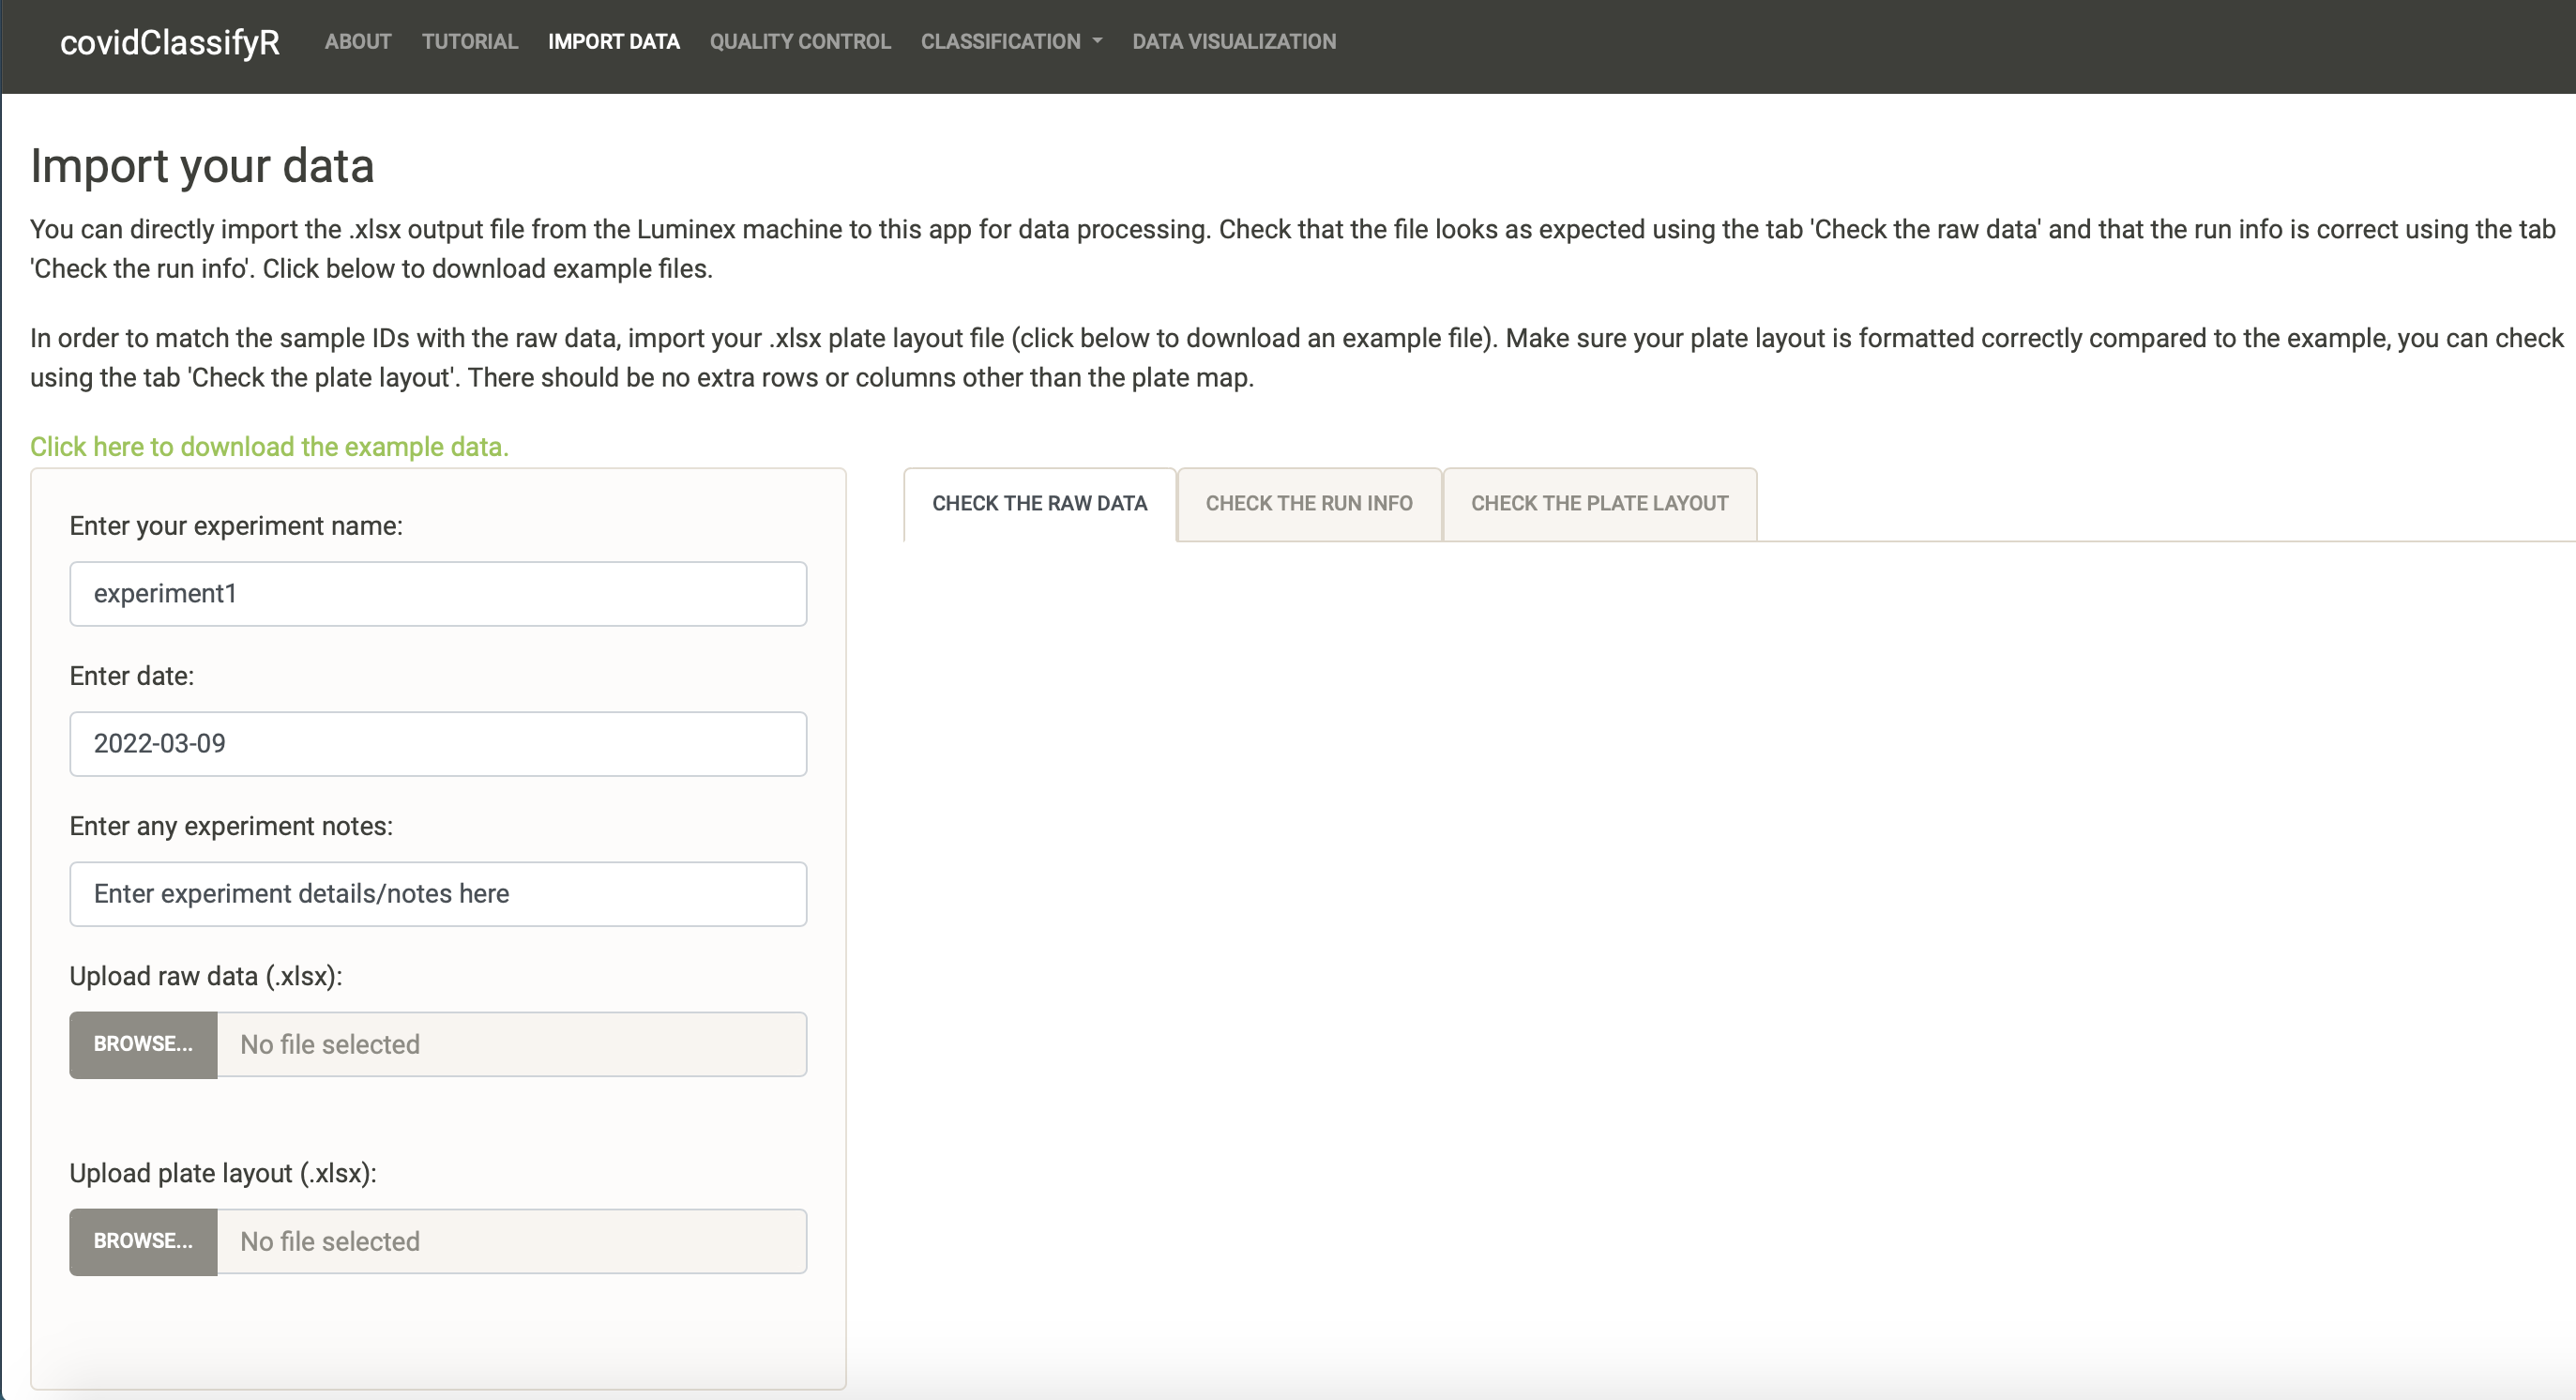 covidClassifyR ABOUT TUTORIAL IMPORT DATA QUALITY CONTROL CLASSIFICATION DATA VISUALIZATION
Import your data
You can directly import the .xlsx output file from the Luminex machine to this app for data processing. Check that the file looks as expected using the tab 'Check the raw data' and that the run info is correct using the tab
'Check the run info'. Click below to download example files.
In order to match the sample IDs with the raw data, import your .xlsx plate layout file (click below to download an example file). Make sure your plate layout is formatted correctly compared to the example, you can check
using the tab 'Check the plate layout'. There should be no extra rows or columns other than the plate map.
Click here to download the example data.
Enter your experiment name:
experiment1
Enter date:
2022-03-09
Enter any experiment notes:
Enter experiment details/notes here
Upload raw data (.xlsx):
BROWSE... No file selected
Upload plate layout (.xlsx):
BROWSE... No file selected
CHECK THE RAW DATA CHECK THE RUN INFO CHECK THE PLATE LAYOUT